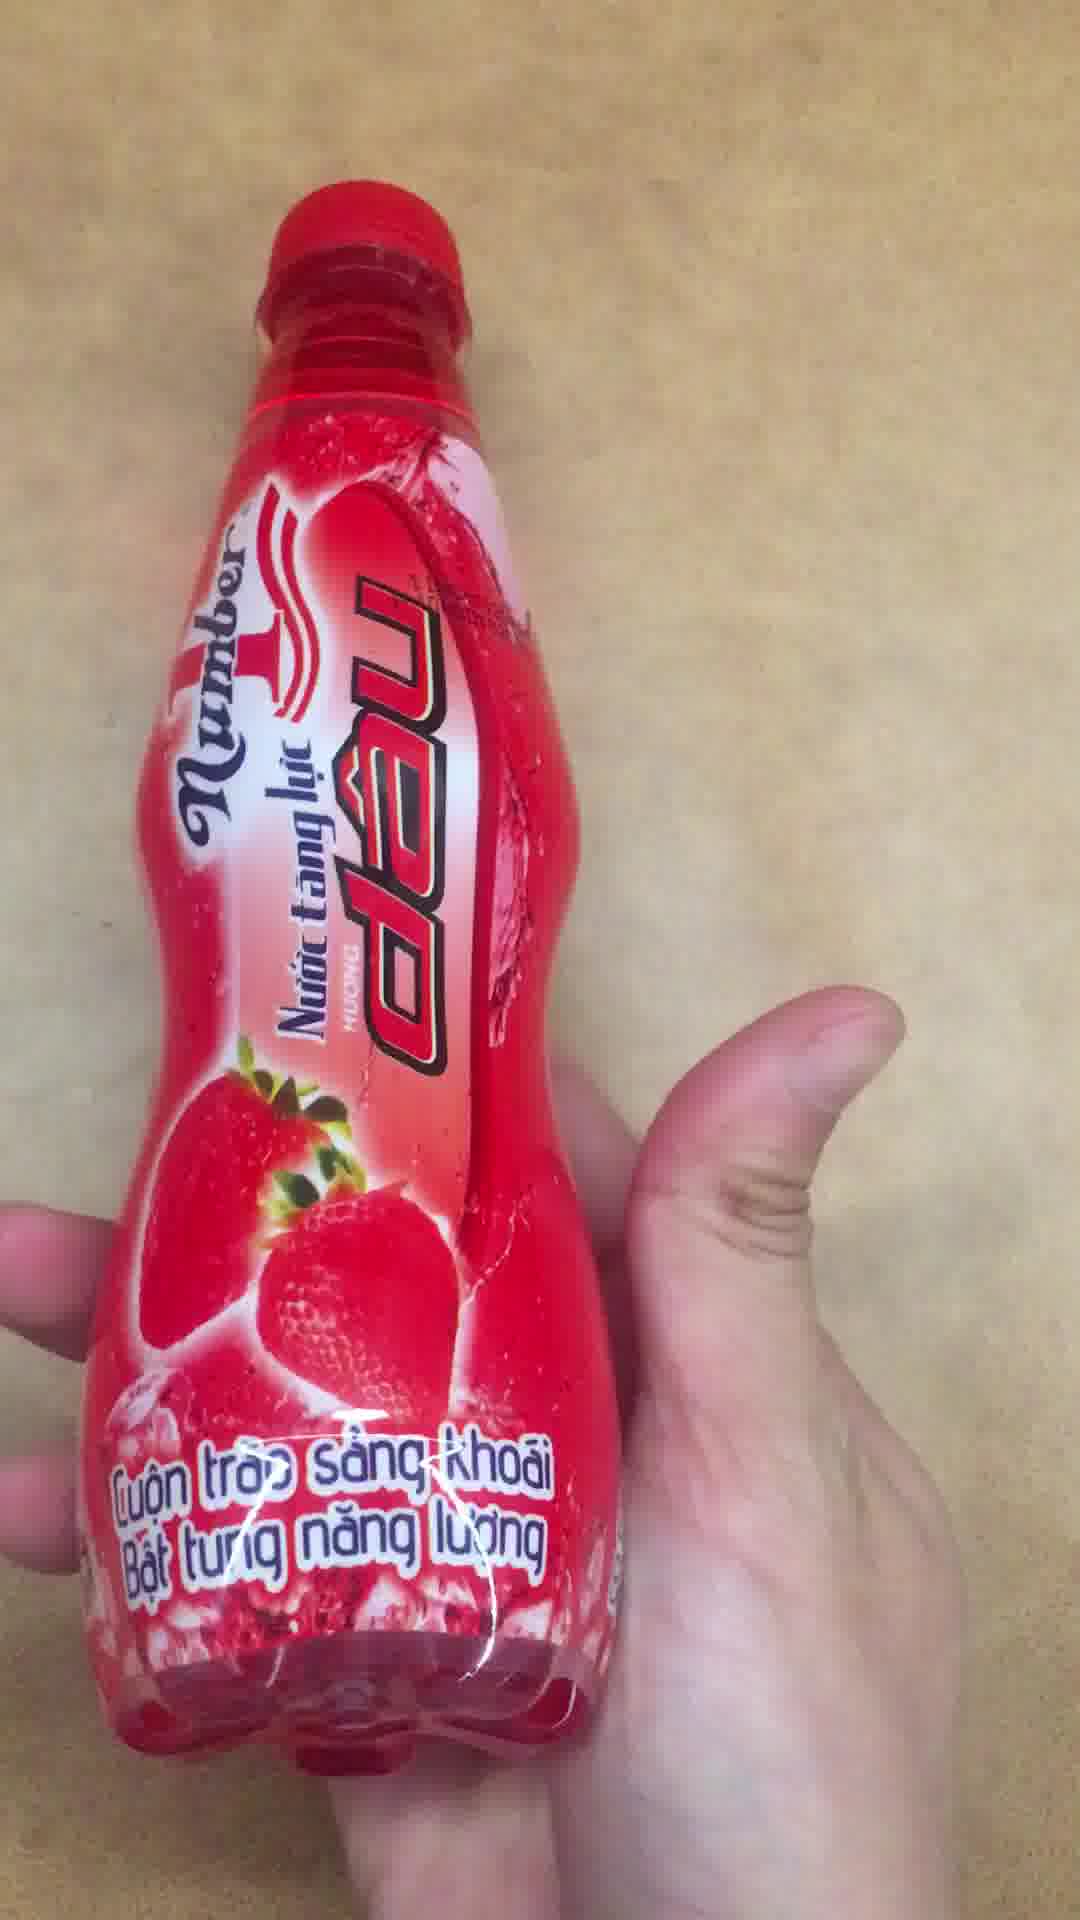 Number 1
Nước tăng lực
HƯƠNG
dâu
Cuộn trào sảng khoái
Bật tung năng lượng